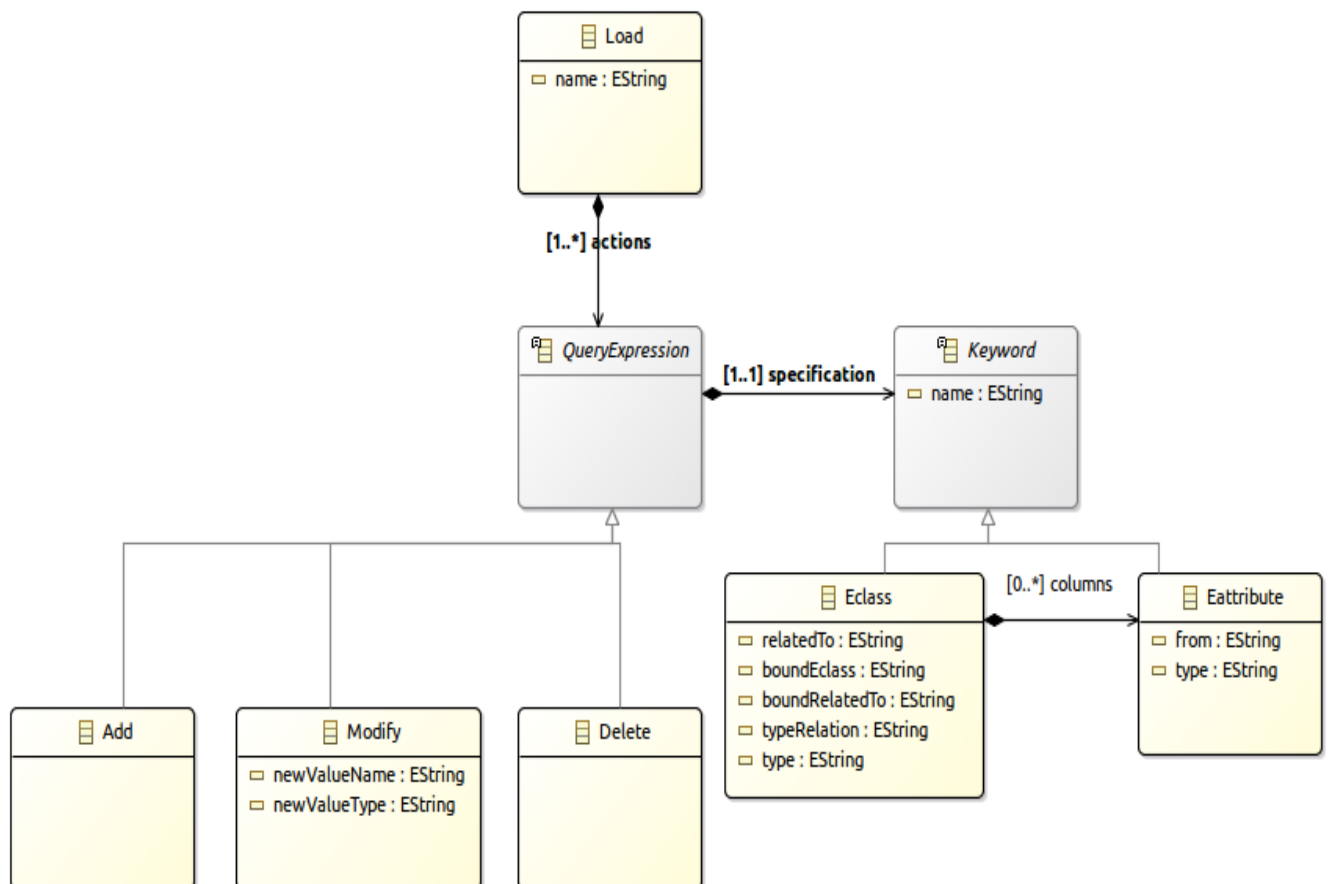 Load
name : EString
[1..*] actions
QueryExpression
[1..1] specification
Keyword
name : EString
Eclass
relatedTo : EString
boundEclass : EString
boundRelatedTo : EString
typeRelation : EString
type : EString
[0..*] columns
Eattribute
from : EString
type : EString
Add
Modify
newValueName : EString
newValueType : EString
Delete